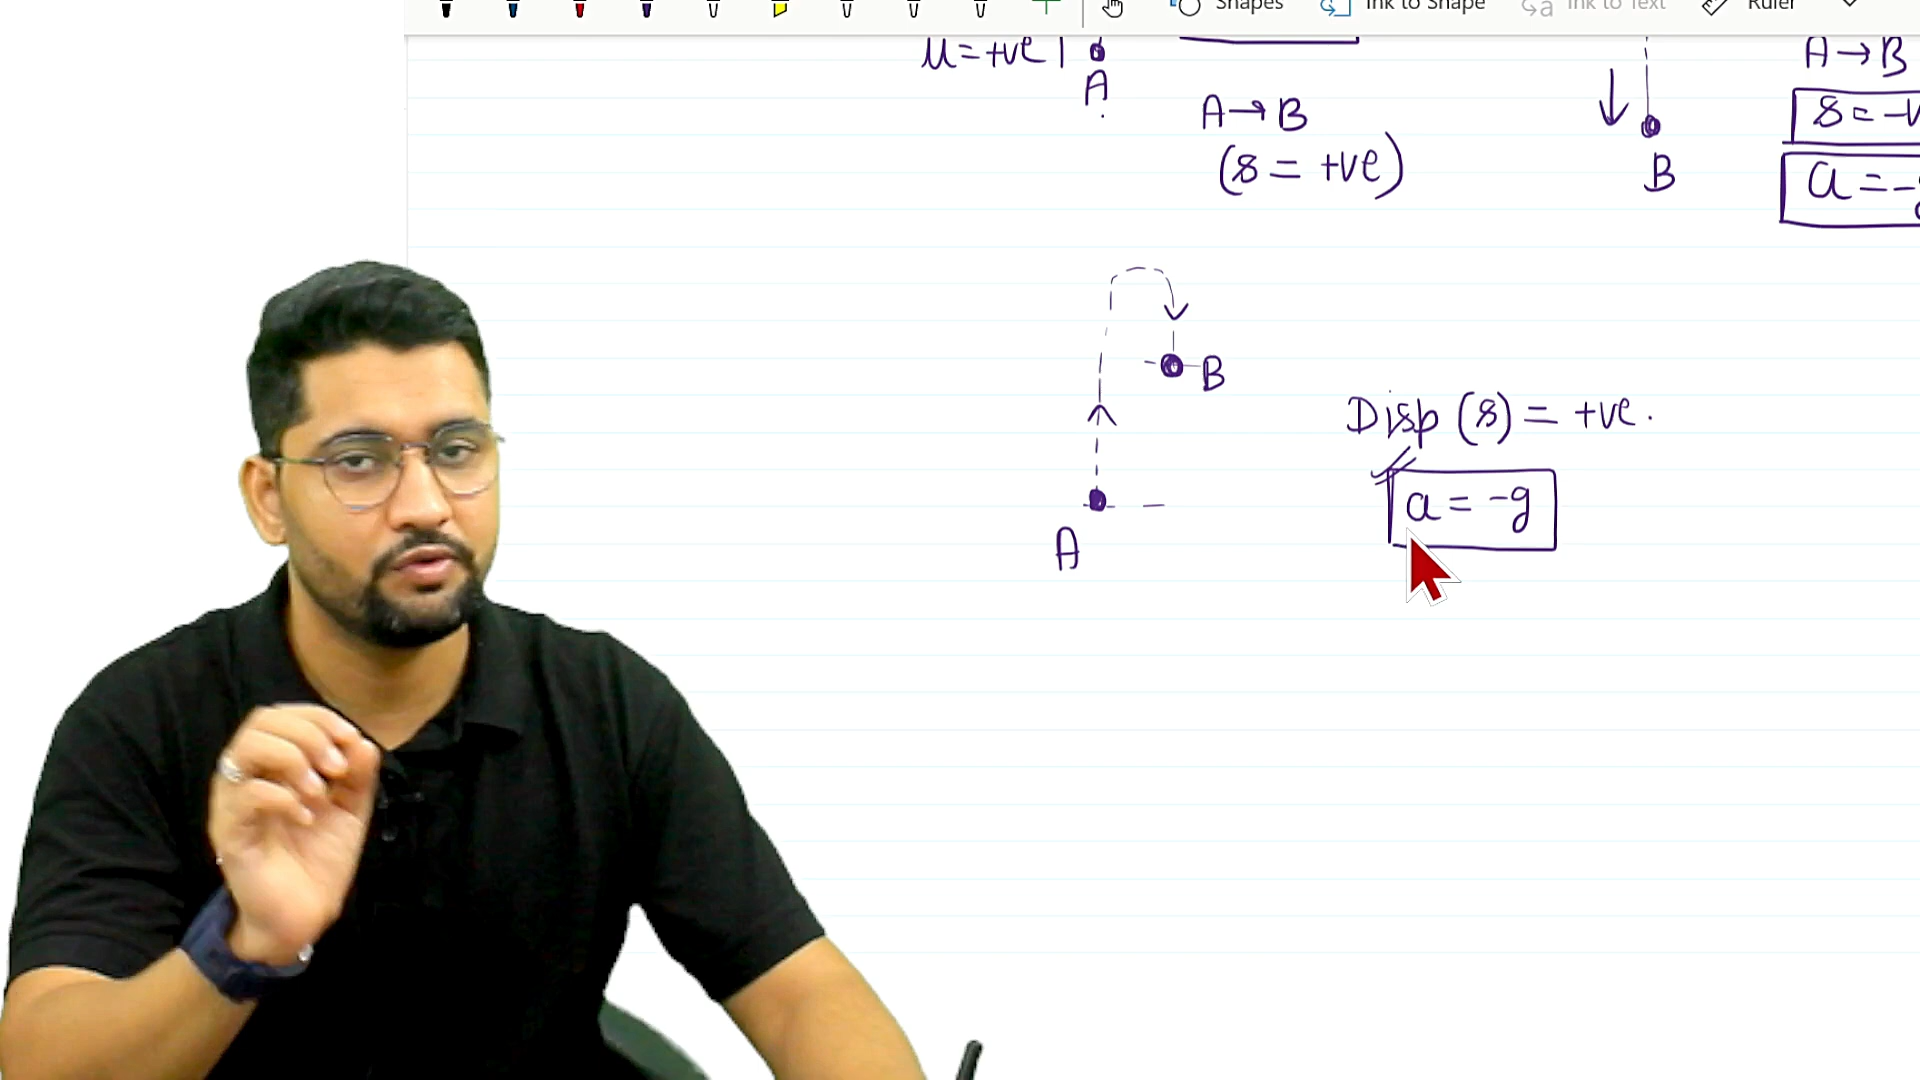 Shapes Ink to Shape Ink to Text Ruler
u = +ve
A
A → B
(s = +ve)
B
A → B
s = -v
a = -g
B
Disp (s) = +ve.
a = -g
A